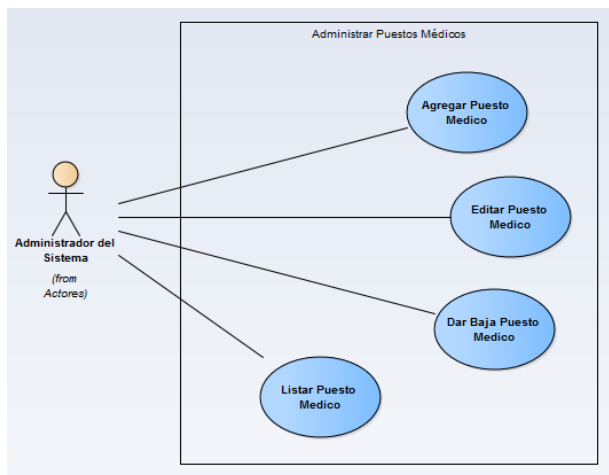 Administrar Puestos Médicos
Agregar Puesto
Medico
Editar Puesto
Medico
Administrador del
Sistema
(from
Actores)
Dar Baja Puesto
Medico
Listar Puesto
Medico